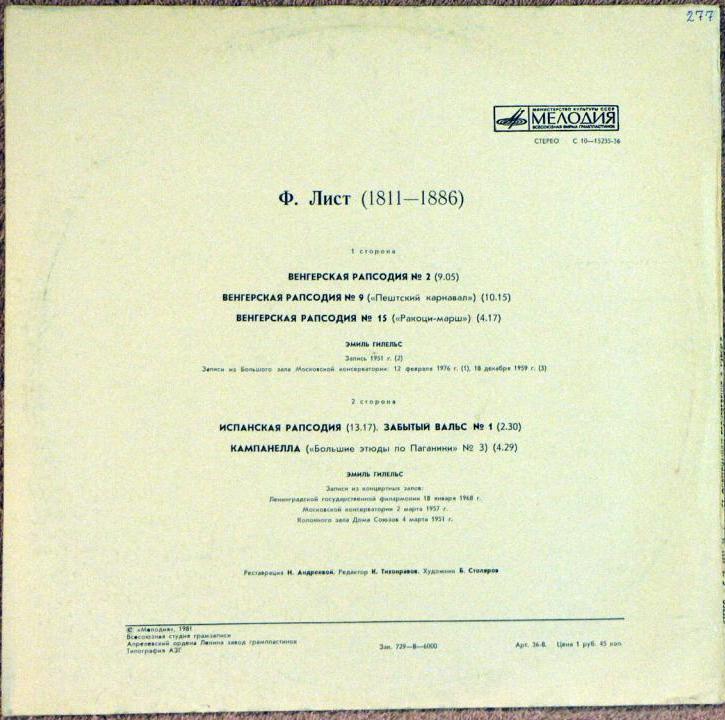 277
МИНИСТЕРСТВО КУЛЬТУРЫ СССР
МЕЛОДИЯ
ВСЕСОЮЗНАЯ ФИРМА ГРАМПЛАСТИНОК
СТЕРЕО С 10—15235-36
Ф. Лист (1811—1886)
1 сторона
ВЕНГЕРСКАЯ РАПСОДИЯ № 2 (9.05)
ВЕНГЕРСКАЯ РАПСОДИЯ № 9 («Пештский карнавал») (10.15)
ВЕНГЕРСКАЯ РАПСОДИЯ № 15 («Ракоци-марш») (4.17)
ЭМИЛЬ ГИЛЕЛЬС
Запись 1951 г. (2)
Записи из Большого зала Московской консерватории: 12 февраля 1976 г. (1), 18 декабря 1959 г. (3)
2 сторона
ИСПАНСКАЯ РАПСОДИЯ (13.17). ЗАБЫТЫЙ ВАЛЬС № 1 (2.30)
КАМПАНЕЛЛА («Большие этюды по Паганини» № 3) (4.29)
ЭМИЛЬ ГИЛЕЛЬС
Записи из концертных залов:
Ленинградской государственной филармонии 18 января 1968 г.
Московской консерватории 2 марта 1957 г.
Колонного зала Дома Союзов 4 марта 1951 г.
Реставрация Н. Андреевой. Редактор И. Тихонравов. Художник Б. Столяров
© «Мелодия», 1981
Всесоюзная студия грамзаписи
Апрелевский ордена Ленина завод грампластинок
Типография АЗГ
Зак. 729—В—6000
Арт. 36-8. Цена 1 руб. 45 коп.